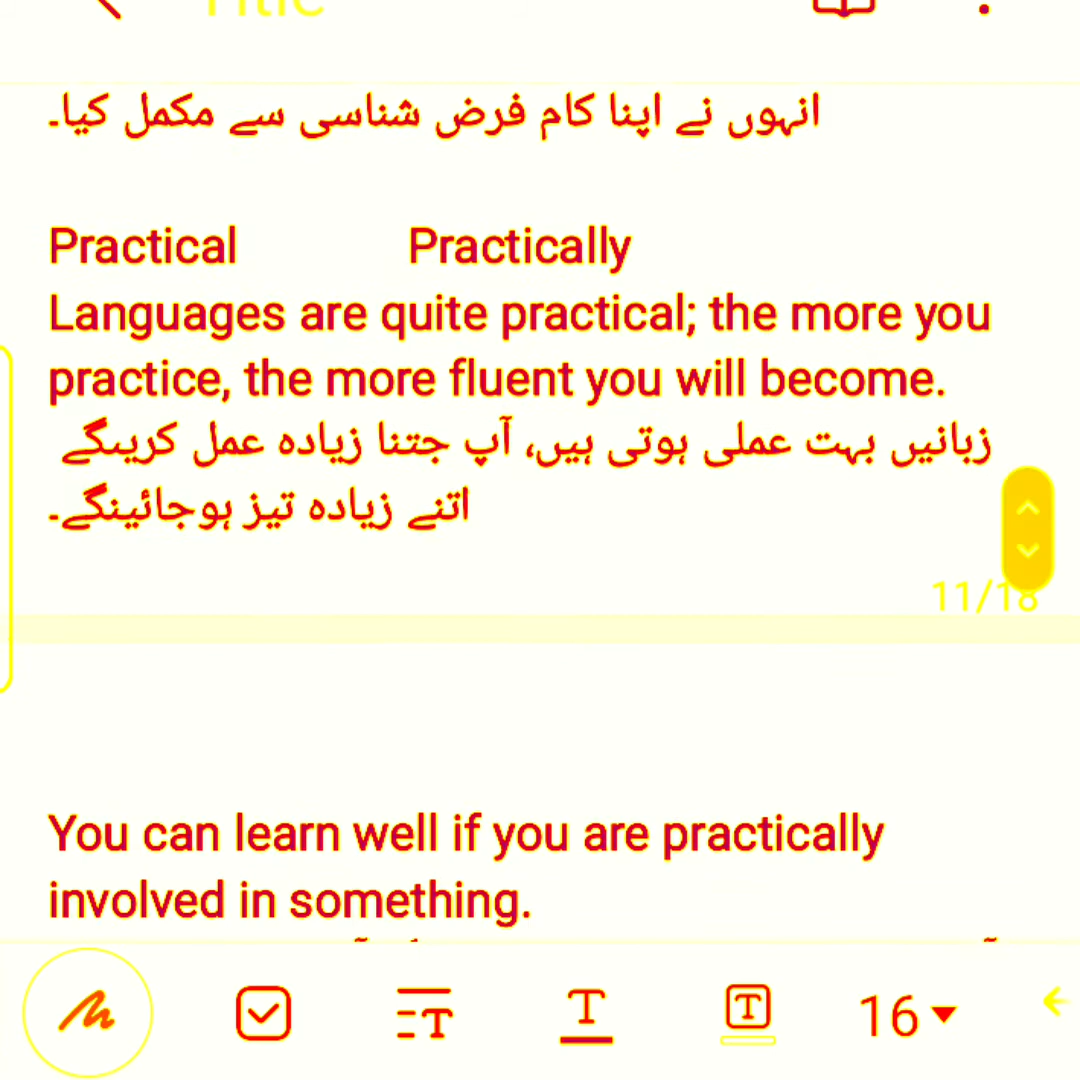 Title
انہوں نے اپنا کام فرض شناسی سے مکمل کیا۔
Practical Practically
Languages are quite practical; the more you
practice, the more fluent you will become.
زبانیں بہت عملی ہوتی ہیں، آپ جتنا زیادہ عمل کرینگے
اتنے زیادہ تیز ہوجائینگے۔
11/18
You can learn well if you are practically
involved in something.
16